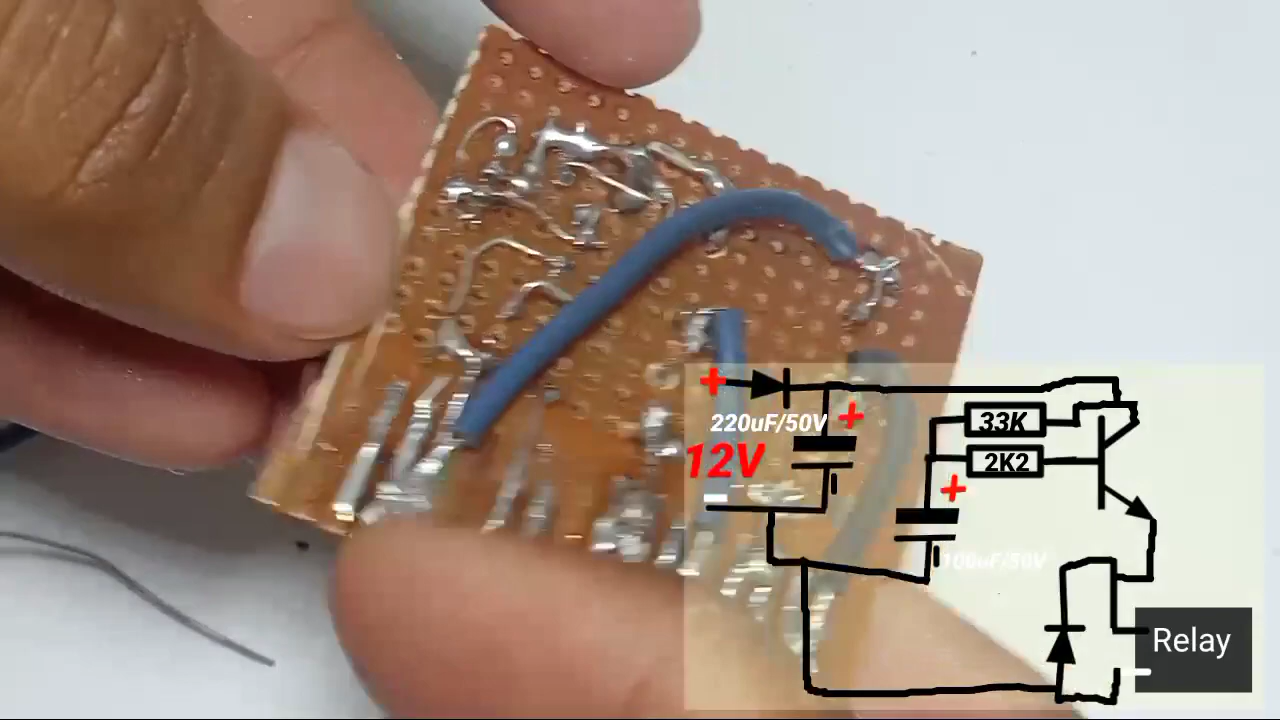 +
220uF/50V +
12V
33K
2K2
+
100uF/50V
Relay